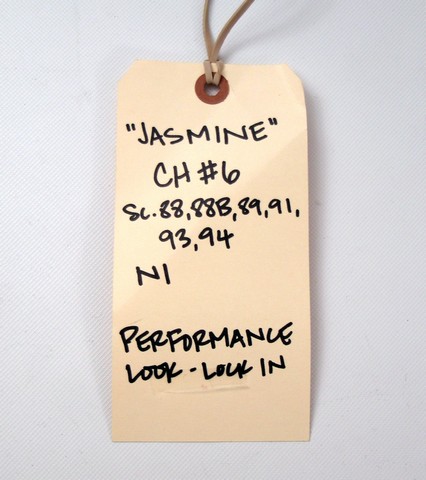 "JASMINE"
CH #6
SC. 88, 88B, 89, 91,
93, 94
N1
PERFORMANCE
LOOK - LOCK IN